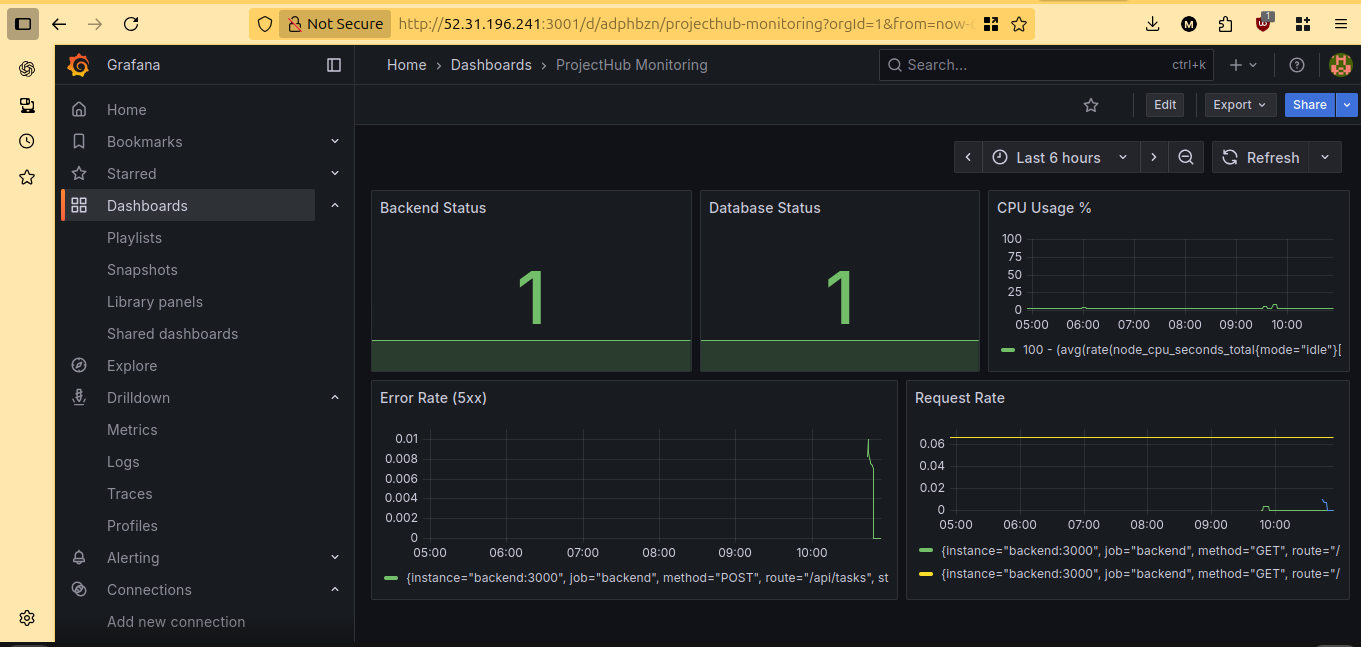 Not Secure
http://52.31.196.241:3001/d/adphbzn/projecthub-monitoring?orgId=1&from=now-
M
1
Grafana
Home › Dashboards › ProjectHub Monitoring
Search...
ctrl+k
Home
Bookmarks
Starred
Dashboards
Playlists
Snapshots
Library panels
Shared dashboards
Explore
Drilldown
Metrics
Logs
Traces
Profiles
Alerting
Connections
Add new connection
Edit
Export
Share
Last 6 hours
Refresh
Backend Status
1
Database Status
1
CPU Usage %
100
75
50
25
0
05:00 06:00 07:00 08:00 09:00 10:00
100 - (avg(rate(node_cpu_seconds_total{mode="idle"}[
Error Rate (5xx)
0.01
0.008
0.006
0.004
0.002
0
05:00 06:00 07:00 08:00 09:00 10:00
{instance="backend:3000", job="backend", method="POST", route="/api/tasks", st
Request Rate
0.06
0.04
0.02
0
05:00 06:00 07:00 08:00 09:00 10:00
{instance="backend:3000", job="backend", method="GET", route="/
{instance="backend:3000", job="backend", method="GET", route="/